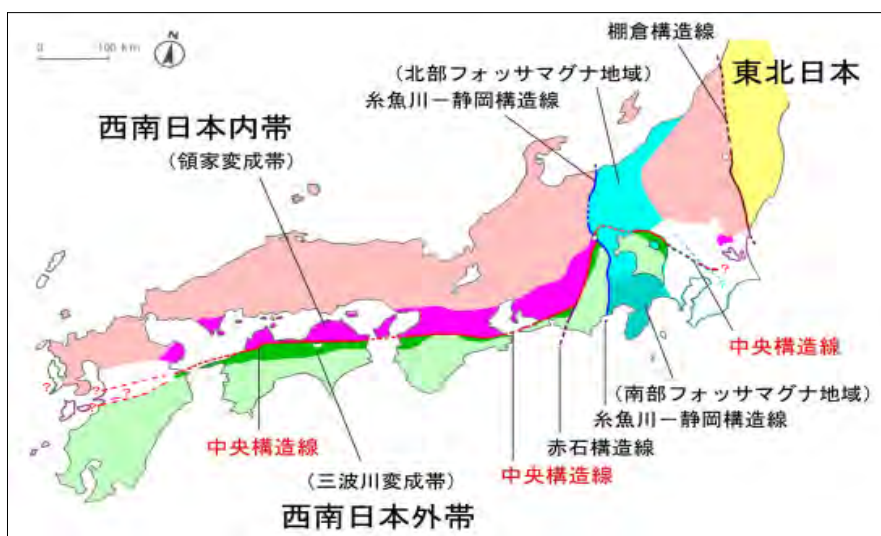 0 100 km
棚倉構造線
東北日本
(北部フォッサマグナ地域)
糸魚川ー静岡構造線
西南日本内帯
(領家変成帯)
?
中央構造線
?
?
?
(南部フォッサマグナ地域)
糸魚川ー静岡構造線
赤石構造線
中央構造線
中央構造線
(三波川変成帯)
西南日本外帯